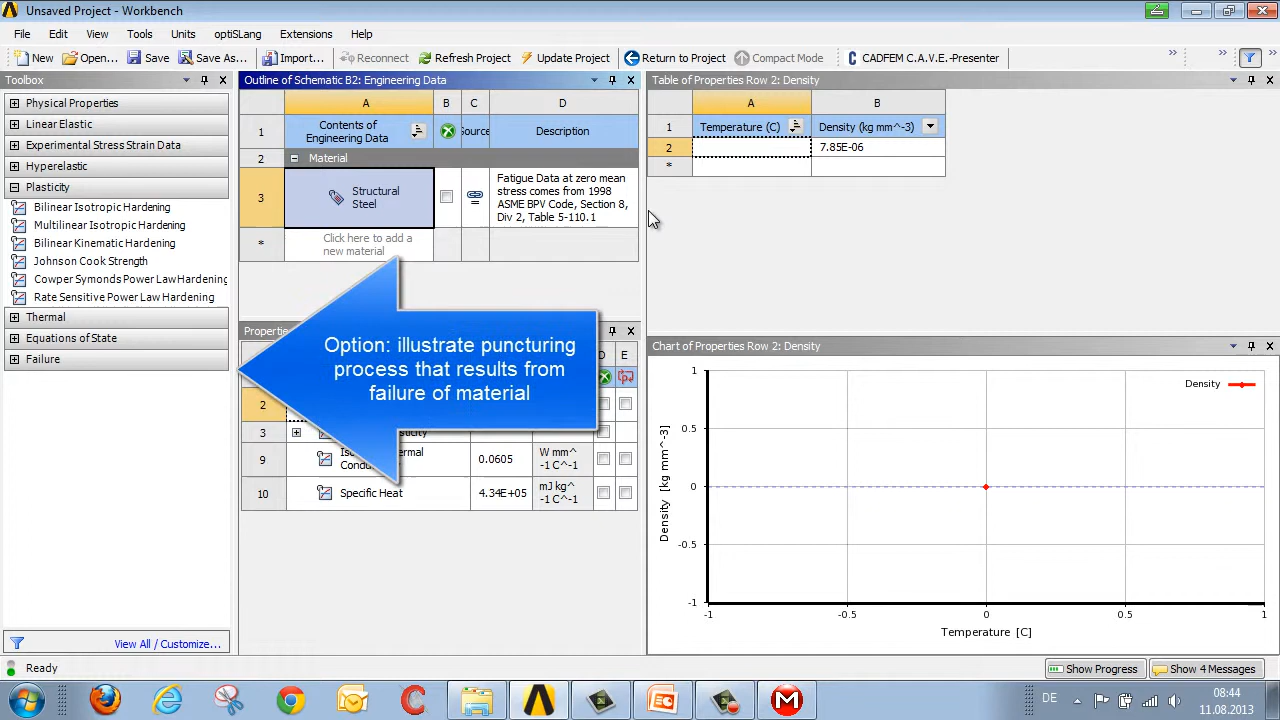 Unsaved Project - Workbench
File Edit View Tools Units optiSLang Extensions Help
New Open... Save Save As... Import... Reconnect Refresh Project Update Project Return to Project Compact Mode CADFEM C.A.V.E.-Presenter
Toolbox
Physical Properties
Linear Elastic
Experimental Stress Strain Data
Hyperelastic
Plasticity
Bilinear Isotropic Hardening
Multilinear Isotropic Hardening
Bilinear Kinematic Hardening
Johnson Cook Strength
Cowper Symonds Power Law Hardening
Rate Sensitive Power Law Hardening
Thermal
Equations of State
Failure
View All / Customize...
Outline of Schematic B2: Engineering Data
A B C D
1 Contents of
Engineering Data
Description
2 Material
3 Structural
Steel
Fatigue Data at zero mean
stress comes from 1998
ASME BPV Code, Section 8,
Div 2, Table 5-110.1
* Click here to add a
new material
Option: illustrate puncturing
process that results from
failure of material
D E
2
3
9
0.0605 W mm^
-1 C^-1
10 Specific Heat 4.34E+05 mJ kg^
-1 C^-1
Table of Properties Row 2: Density
A B
1 Temperature (C) Density (kg mm^-3)
2 7.85E-06
*
Chart of Properties Row 2: Density
Density
1
0.5
0
-0.5
-1
Density [kg mm^-3]
-1 -0.5 0 0.5 1
Temperature [C]
Ready
Show Progress Show 4 Messages
DE
08:44
11.08.2013